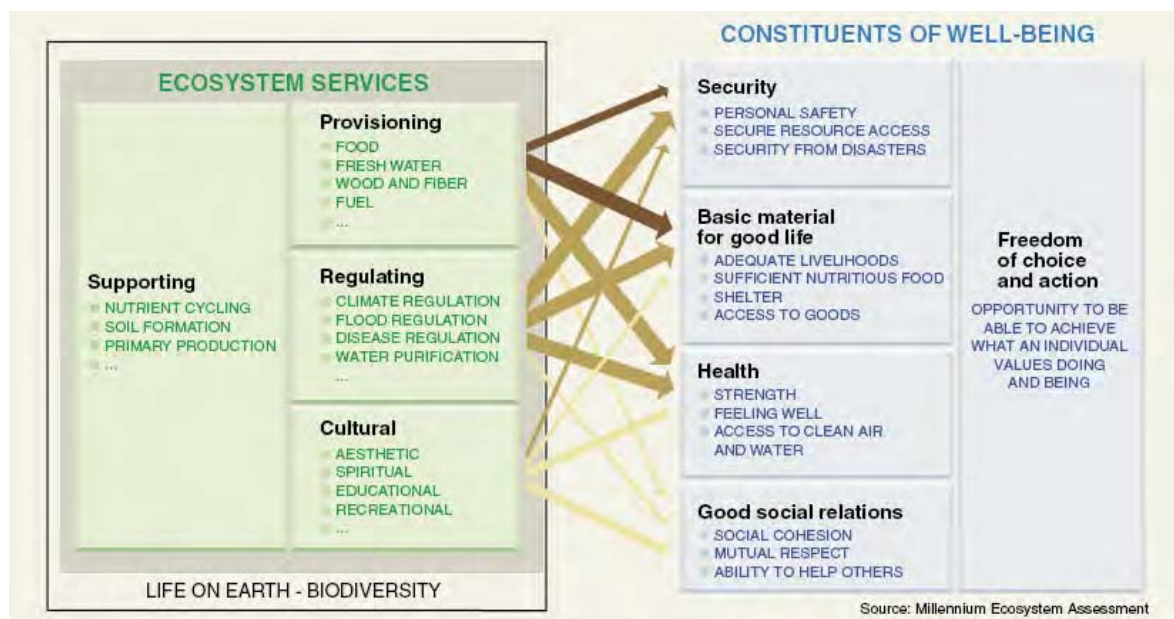 ECOSYSTEM SERVICES
Supporting
NUTRIENT CYCLING
SOIL FORMATION
PRIMARY PRODUCTION
...
Provisioning
FOOD
FRESH WATER
WOOD AND FIBER
FUEL
...
Regulating
CLIMATE REGULATION
FLOOD REGULATION
DISEASE REGULATION
WATER PURIFICATION
...
Cultural
AESTHETIC
SPIRITUAL
EDUCATIONAL
RECREATIONAL
...
LIFE ON EARTH - BIODIVERSITY
CONSTITUENTS OF WELL-BEING
Security
PERSONAL SAFETY
SECURE RESOURCE ACCESS
SECURITY FROM DISASTERS
Basic material
for good life
ADEQUATE LIVELIHOODS
SUFFICIENT NUTRITIOUS FOOD
SHELTER
ACCESS TO GOODS
Health
STRENGTH
FEELING WELL
ACCESS TO CLEAN AIR
AND WATER
Good social relations
SOCIAL COHESION
MUTUAL RESPECT
ABILITY TO HELP OTHERS
Freedom
of choice
and action
OPPORTUNITY TO BE
ABLE TO ACHIEVE
WHAT AN INDIVIDUAL
VALUES DOING
AND BEING
Source: Millennium Ecosystem Assessment